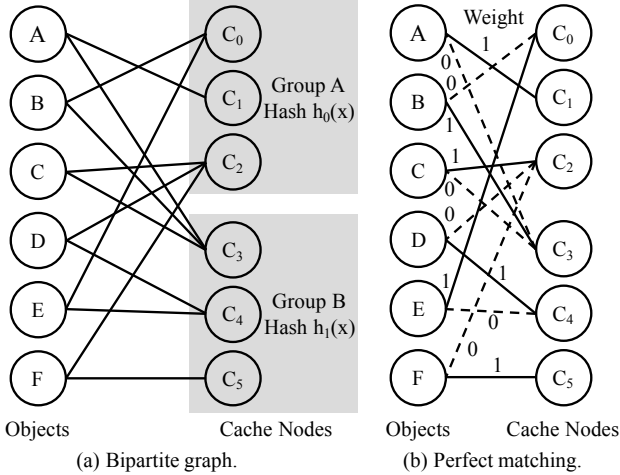 A
B
C
D
E
F
C0
C1
C2
C3
C4
C5
Group A
Hash h0(x)
Group B
Hash h1(x)
Objects
Cache Nodes
(a) Bipartite graph.
Weight
A
B
C
D
E
F
1
0
0
1
1
0
0
1
1
0
0
1
C0
C1
C2
C3
C4
C5
Objects
Cache Nodes
(b) Perfect matching.